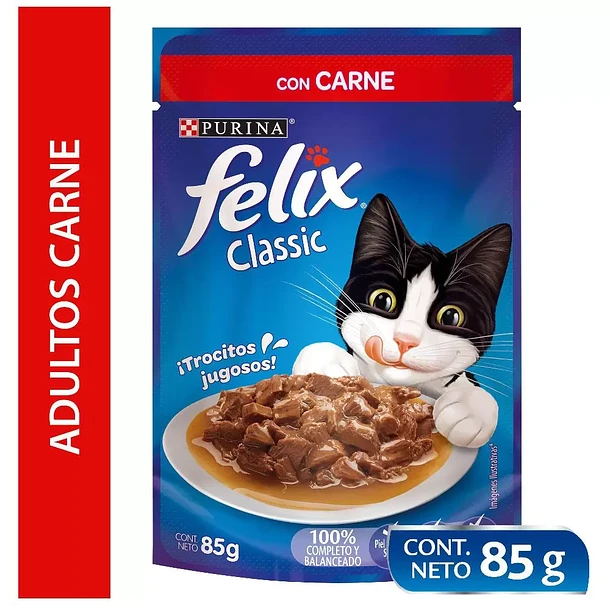 ADULTOS CARNE
CON CARNE
PURINA®
felix®
Classic
¡Trocitos
jugosos!
Imágenes Ilustrativas*
CONT.
NETO 85g
100%
COMPLETO Y
BALANCEADO
Piel
CONT.
NETO 85 g